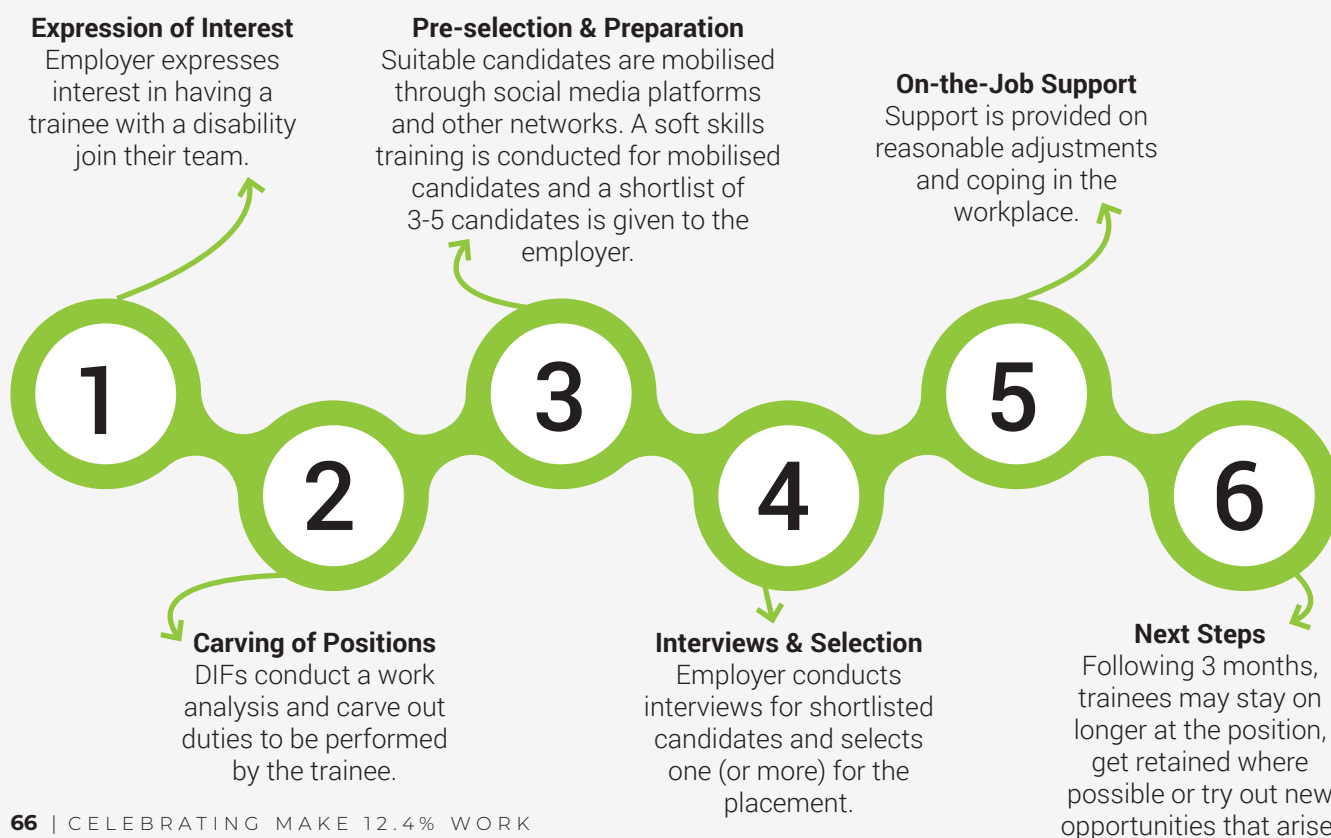 Expression of Interest
Employer expresses
interest in having a
trainee with a disability
join their team.
Pre-selection & Preparation
Suitable candidates are mobilised
through social media platforms
and other networks. A soft skills
training is conducted for mobilised
candidates and a shortlist of
3-5 candidates is given to the
employer.
On-the-Job Support
Support is provided on
reasonable adjustments
and coping in the
workplace.
1
2
3
4
5
6
Carving of Positions
DIFs conduct a work
analysis and carve out
duties to be performed
by the trainee.
Interviews & Selection
Employer conducts
interviews for shortlisted
candidates and selects
one (or more) for the
placement.
Next Steps
Following 3 months,
trainees may stay on
longer at the position,
get retained where
possible or try out new
opportunities that arise
66 | CELEBRATING MAKE 12.4% WORK